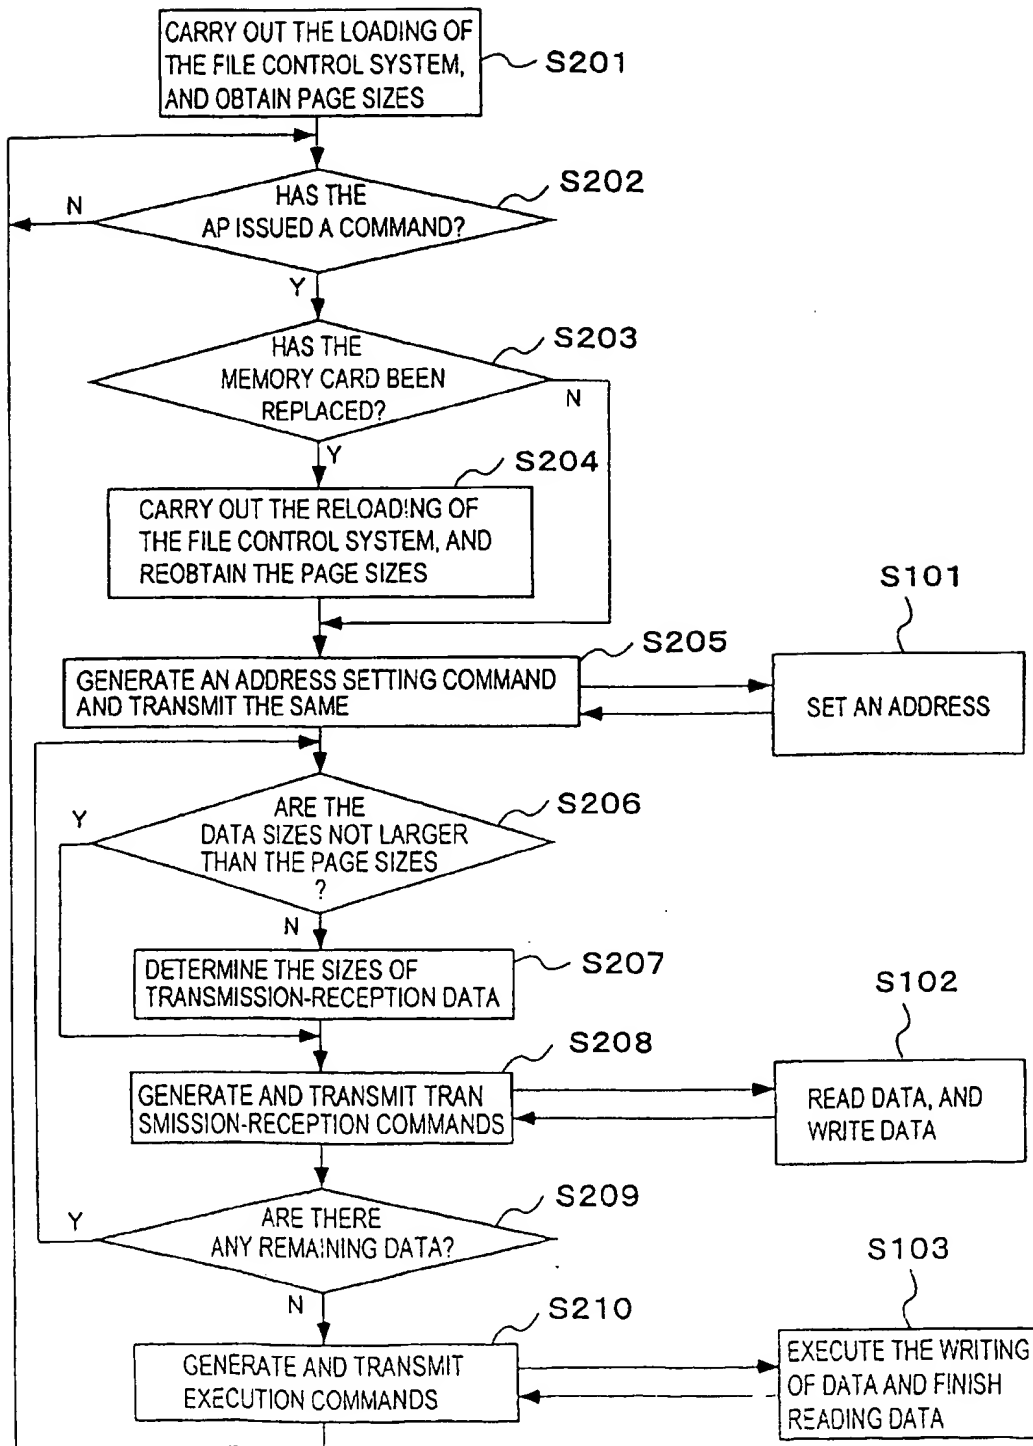 CARRY OUT THE LOADING OF
THE FILE CONTROL SYSTEM,
AND OBTAIN PAGE SIZES
S201
S202
HAS THE
AP ISSUED A COMMAND?
N
Y
S203
HAS THE
MEMORY CARD BEEN
REPLACED?
N
Y
S204
CARRY OUT THE RELOADING OF
THE FILE CONTROL SYSTEM, AND
REOBTAIN THE PAGE SIZES
S101
S205
GENERATE AN ADDRESS SETTING COMMAND
AND TRANSMIT THE SAME
SET AN ADDRESS
S206
Y
ARE THE
DATA SIZES NOT LARGER
THAN THE PAGE SIZES
?
N
S207
DETERMINE THE SIZES OF
TRANSMISSION-RECEPTION DATA
S102
S208
GENERATE AND TRANSMIT TRAN
SMISSION-RECEPTION COMMANDS
READ DATA, AND
WRITE DATA
S209
Y
ARE THERE
ANY REMAINING DATA?
N
S103
S210
GENERATE AND TRANSMIT
EXECUTION COMMANDS
EXECUTE THE WRITING
OF DATA AND FINISH
READING DATA